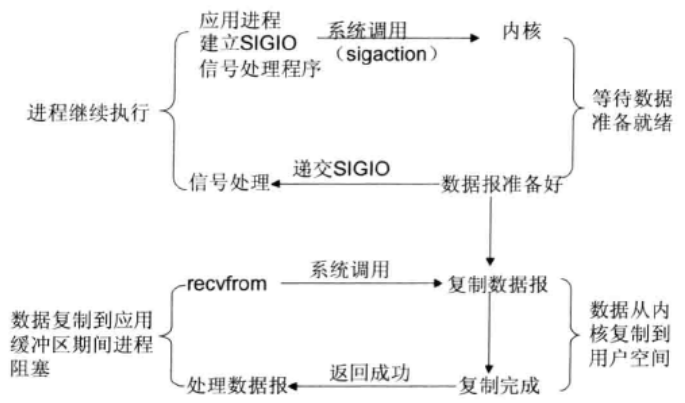 应用进程
建立SIGIO
信号处理程序
系统调用
（sigaction）
内核
进程继续执行
等待数据
准备就绪
信号处理
递交SIGIO
数据报准备好
recvfrom
系统调用
复制数据报
数据复制到应用
缓冲区期间进程
阻塞
数据从内
核复制到
用户空间
处理数据报
返回成功
复制完成